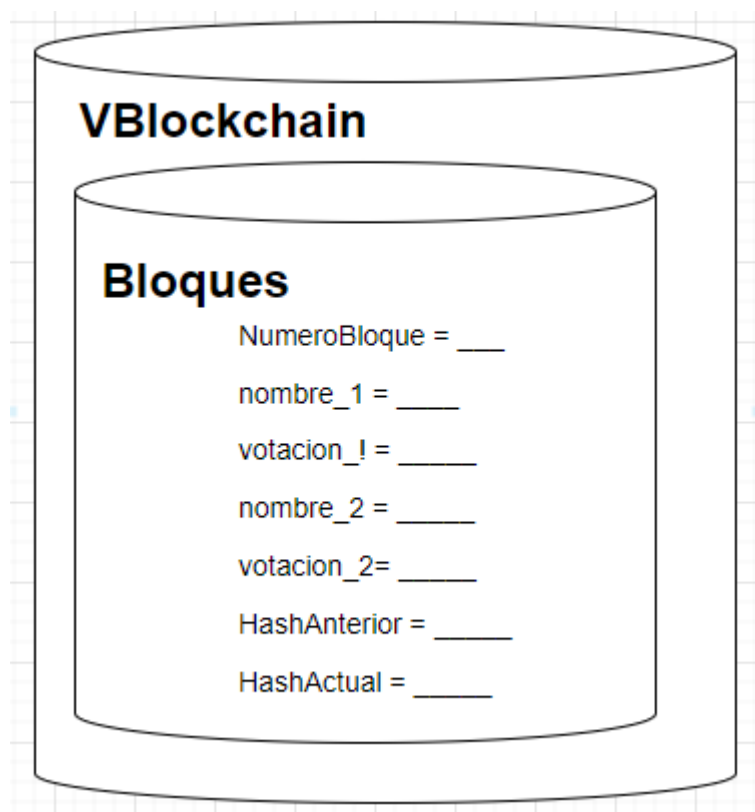 VBlockchain
Bloques
NumeroBloque = ___
nombre_1 = ____
votacion_! = _____
nombre_2 = _____
votacion_2= _____
HashAnterior = _____
HashActual = _____